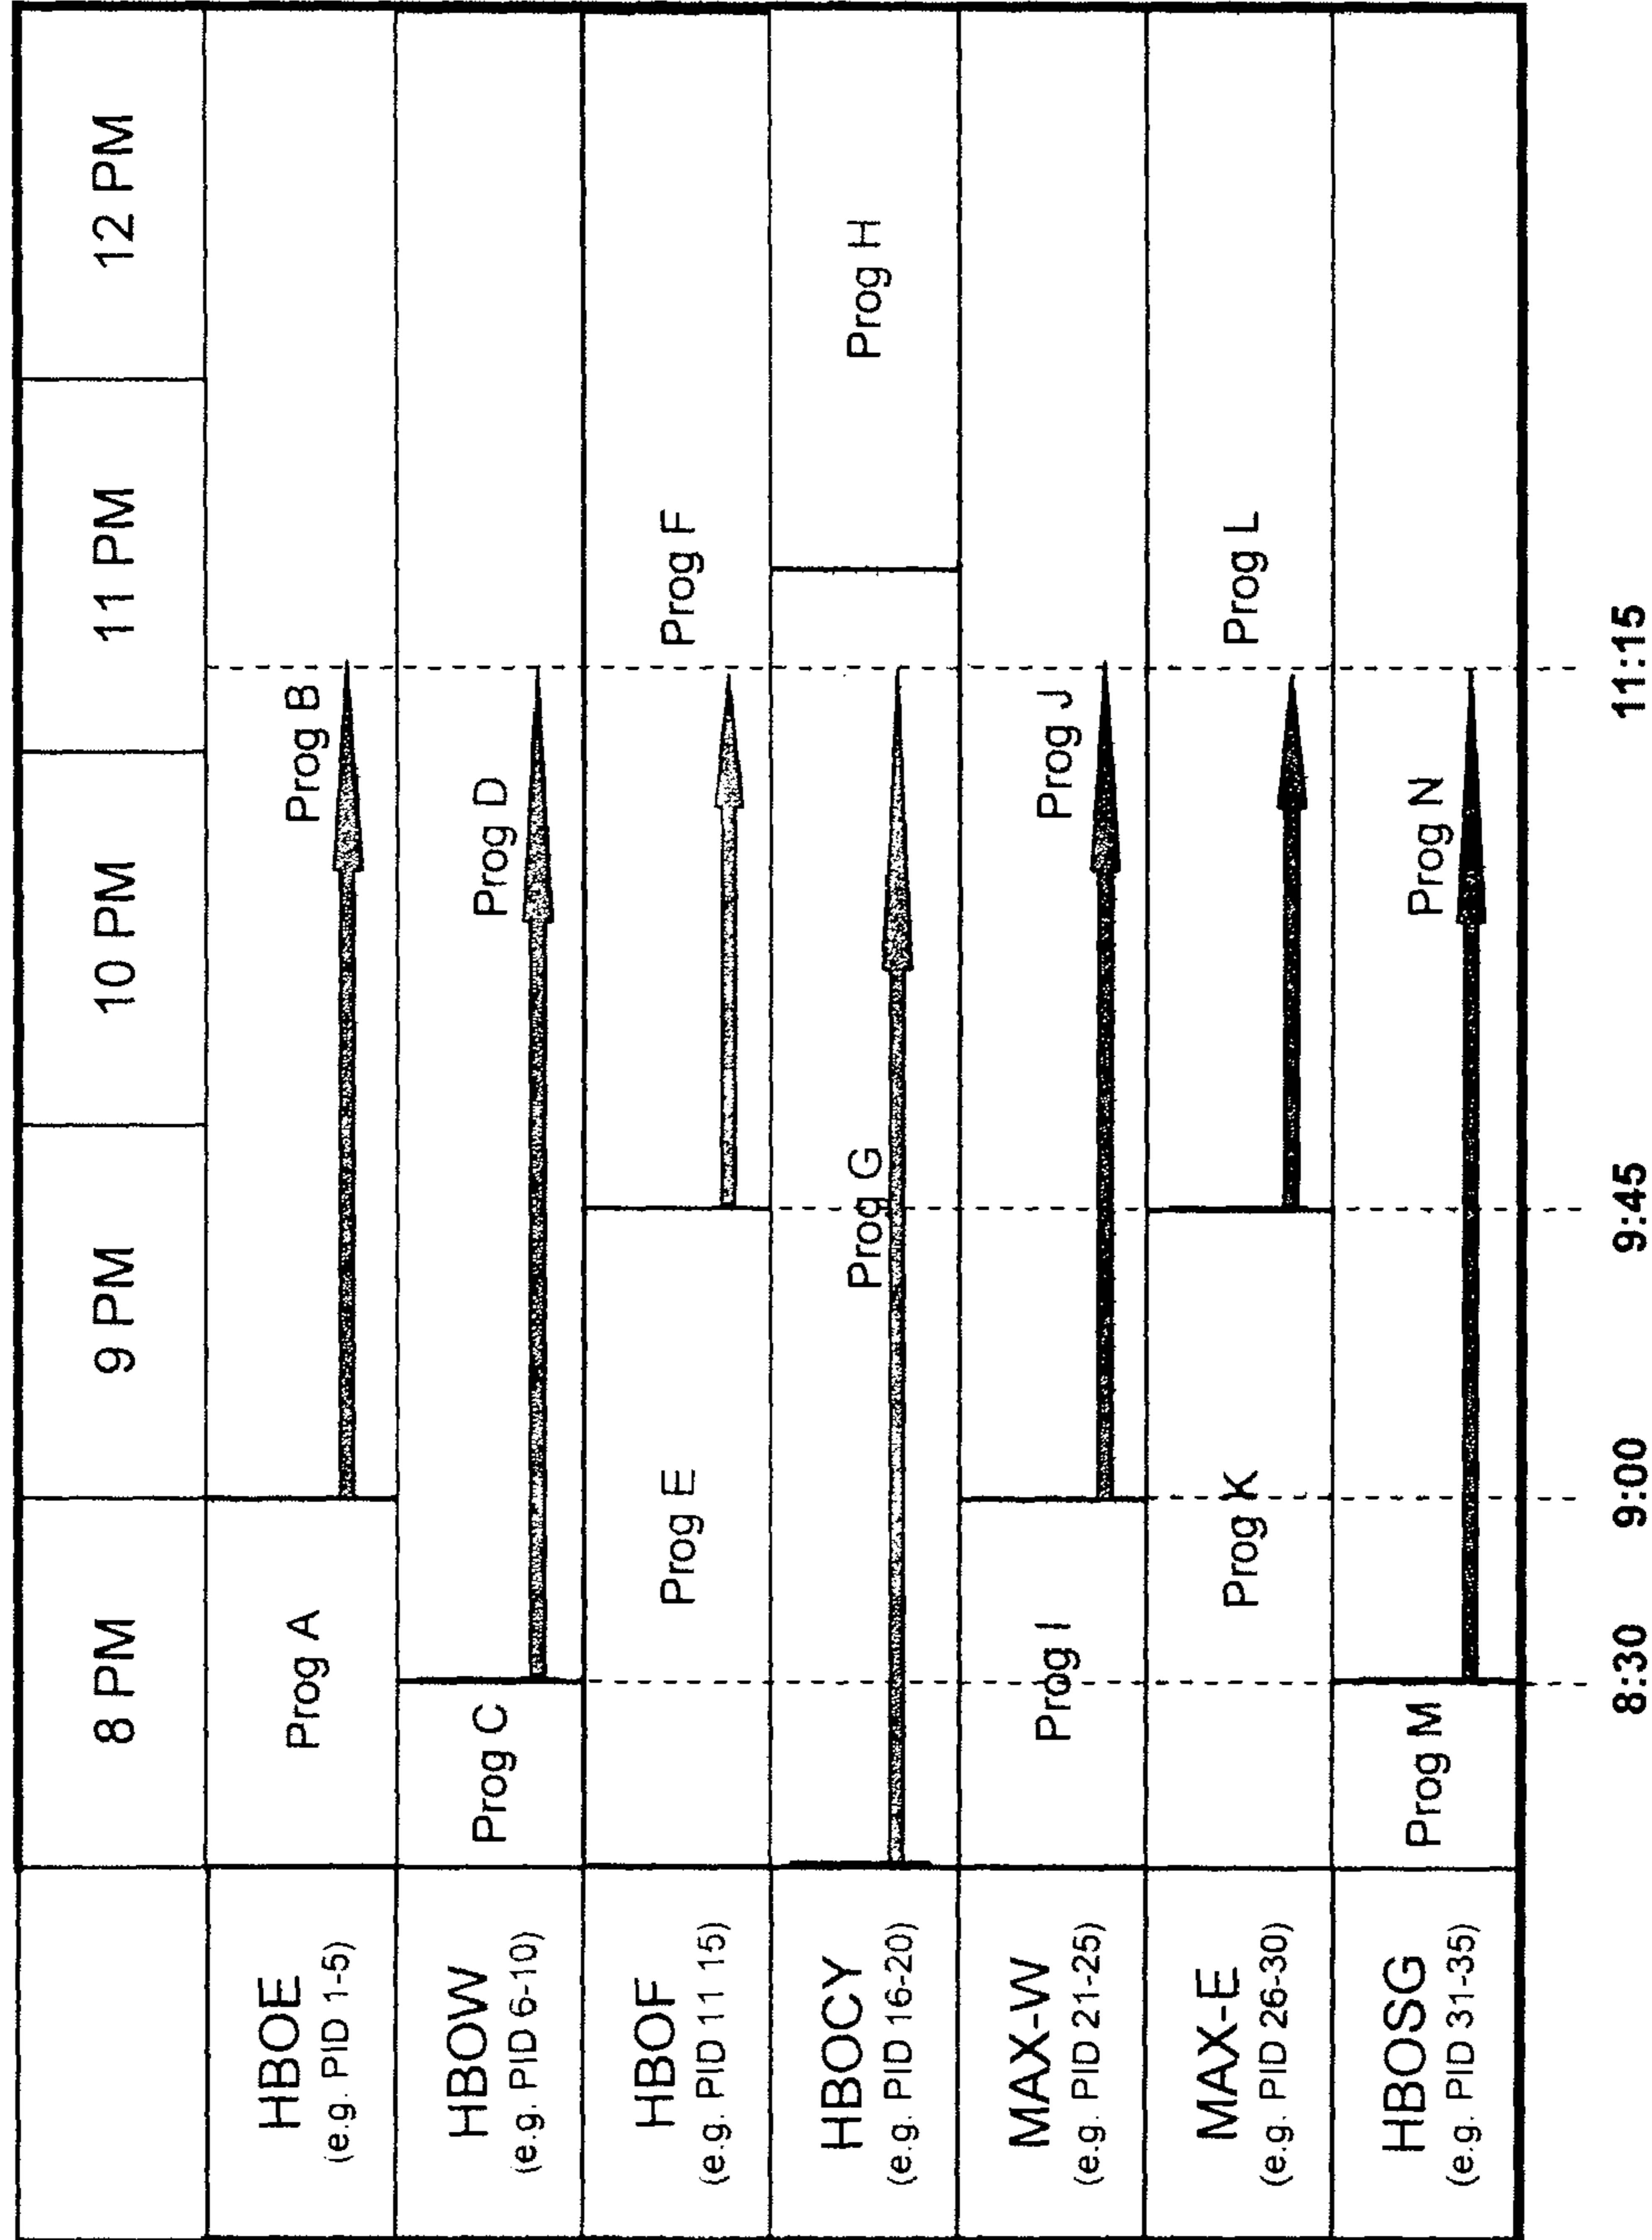 8 PM
9 PM
10 PM
11 PM
12 PM
HBOE
(e.g. PID 1-5)
Prog A
Prog B
HBOW
(e.g. PID 6-10)
Prog C
Prog D
HBOF
(e.g. PID 11 15)
Prog E
Prog F
HBOCY
(e.g. PID 16-20)
Prog G
Prog H
MAX-W
(e.g. PID 21-25)
Prog I
Prog J
MAX-E
(e.g. PID 26-30)
Prog K
Prog L
HBOSG
(e.g. PID 31-35)
Prog M
Prog N
8:30
9:00
9:45
11:15